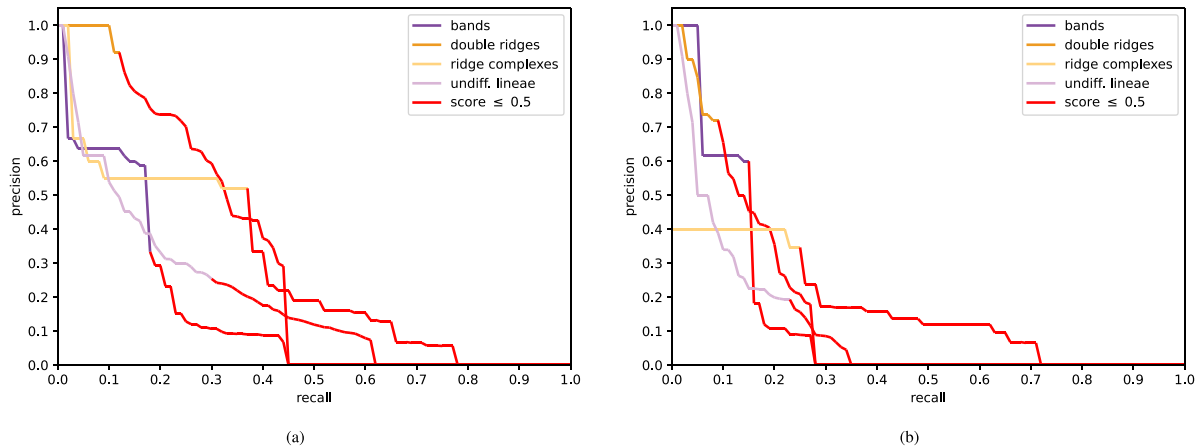 1.0
0.9
0.8
0.7
0.6
0.5
0.4
0.3
0.2
0.1
0.0
precision
0.0 0.1 0.2 0.3 0.4 0.5 0.6 0.7 0.8 0.9 1.0
recall
bands
double ridges
ridge complexes
undiff. lineae
score ≤ 0.5
(a)
1.0
0.9
0.8
0.7
0.6
0.5
0.4
0.3
0.2
0.1
0.0
precision
0.0 0.1 0.2 0.3 0.4 0.5 0.6 0.7 0.8 0.9 1.0
recall
bands
double ridges
ridge complexes
undiff. lineae
score ≤ 0.5
(b)